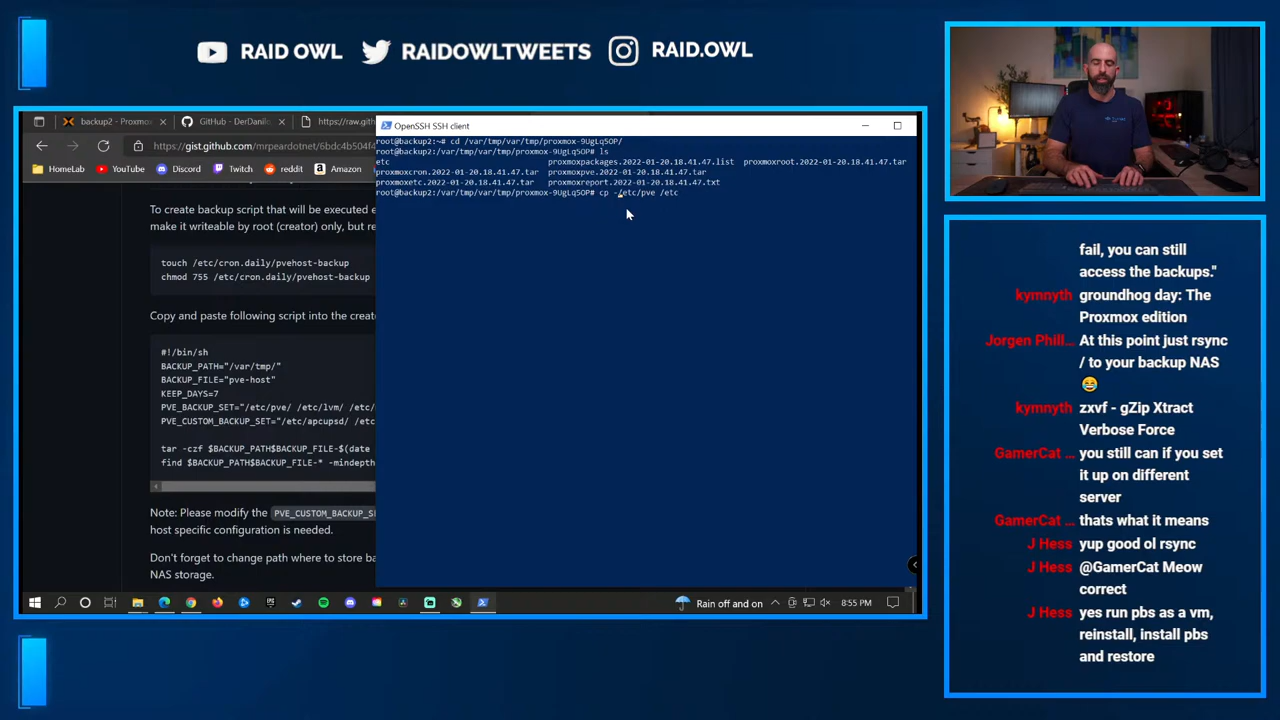 RAID OWL
RAIDOWLTWEETS
RAID.OWL
backup2 - Proxmo
GitHub - DerDanilo
https://raw.gi
https://gist.github.com/mrpeardotnet/6bdc4b504f4
YouTube
Discord
Twitter
reddit
Amazon
To create backup script that will be executed e
make it writeable by root (creator) only, but re
touch /etc/cron.daily/pvehost-backup
chmod 755 /etc/cron.daily/pvehost-backup
Copy and paste following script into the create
#!/bin/sh
BACKUP_PATH="/var/tmp/"
BACKUP_FILE="pve-host"
KEEP_DAYS=7
PVE_BACKUP_SET="/etc/pve/ /etc/lvm/ /etc
PVE_CUSTOM_BACKUP_SET="/etc/apcupsd/ /etc
tar -czf $BACKUP_PATH$BACKUP_FILE-$(date
find $BACKUP_PATH$BACKUP_FILE-* -mindepth
Note: Please modify the PVE_CUSTOM_BACKUP_SE
host specific configuration is needed.
Don't forget to change path where to store ba
NAS storage.
OpenSSH SSH client
root@backup2:~# cd /var/tmp/var/tmp/proxmox-9UgLq5OP/
root@backup2:/var/tmp/var/tmp/proxmox-9UgLq5OP# ls
etc proxmoxpackages.2022-01-20.18.41.47.list proxmoxroot.2022-01-20.18.41.47.tar
proxmoxcron.2022-01-20.18.41.47.tar proxmoxpve.2022-01-20.18.41.47.tar
proxmoxetc.2022-01-20.18.41.47.tar proxmoxreport.2022-01-20.18.41.47.txt
root@backup2:/var/tmp/var/tmp/proxmox-9UgLq5OP# cp -/etc/pve /etc
Rain off and on
8:55 PM
fail, you can still
access the backups."
kymnyth groundhog day: The
Proxmox edition
Jorgen Phill... At this point just rsync
/ to your backup NAS
😂
kymnyth zxvf - gZip Xtract
Verbose Force
GamerCat ... you still can if you set
it up on different
server
GamerCat ... thats what it means
J Hess yup good ol rsync
J Hess @GamerCat Meow
correct
J Hess yes run pbs as a vm,
reinstall, install pbs
and restore